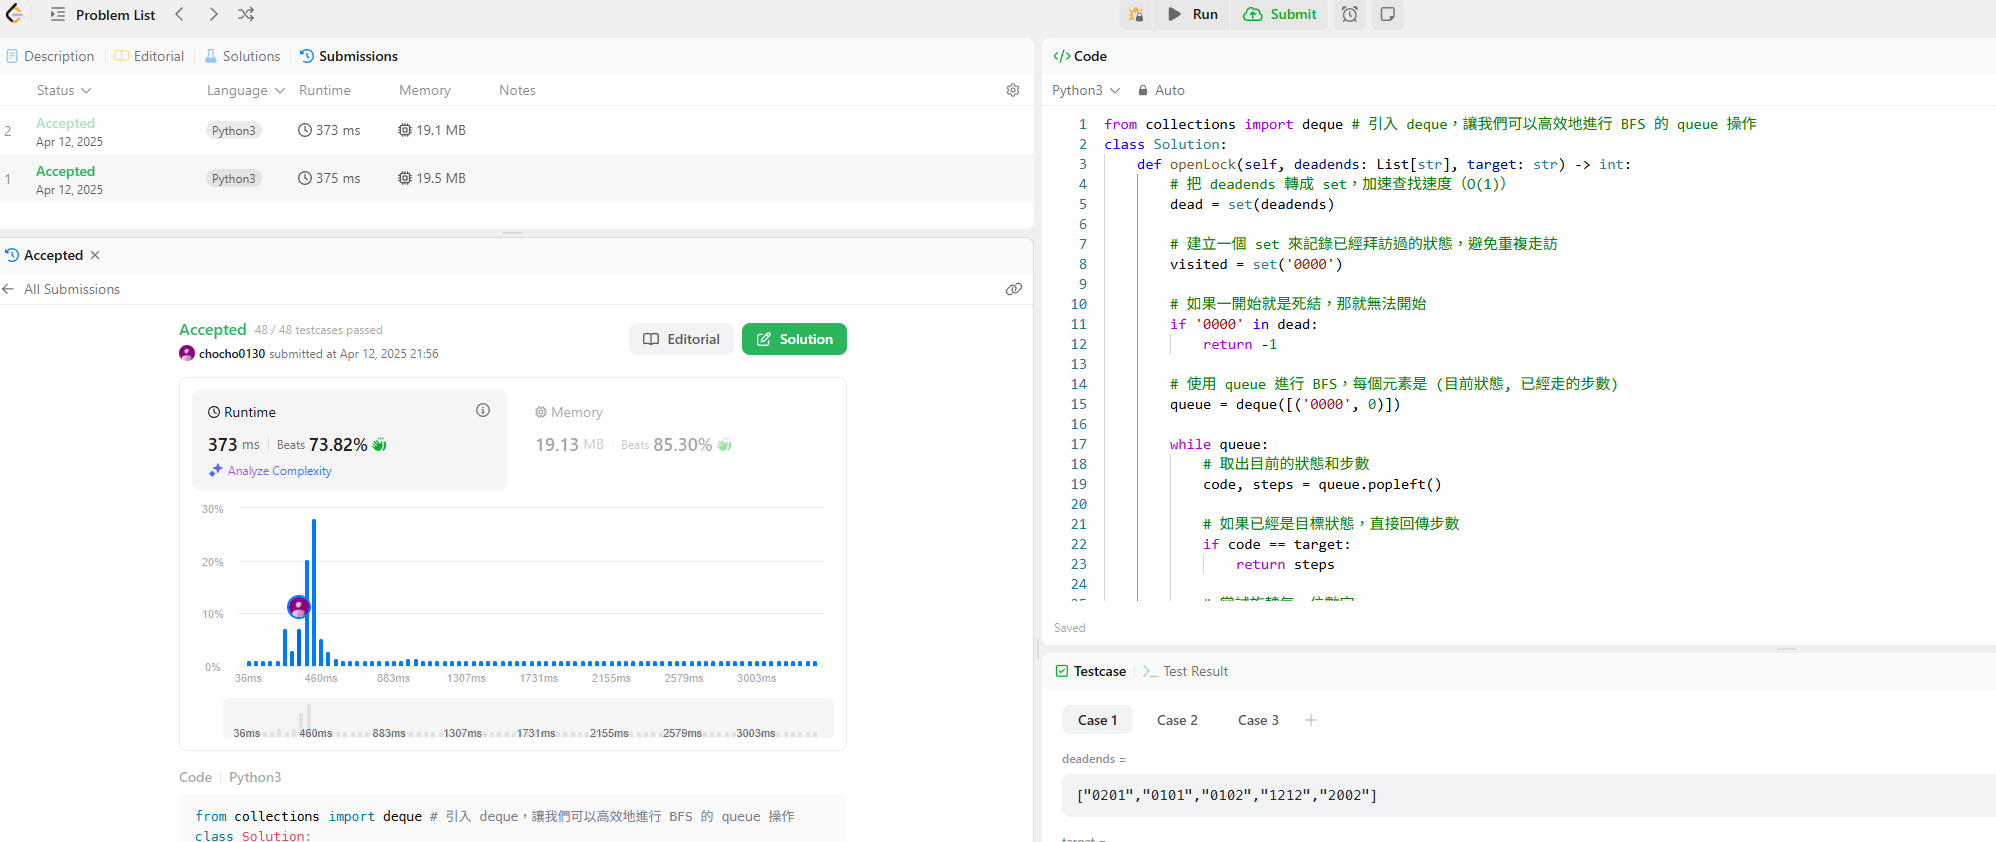 Problem List
Run
Submit
Description
Editorial
Solutions
Submissions
Status
Language
Runtime
Memory
Notes
2
Accepted
Apr 12, 2025
Python3
373 ms
19.1 MB
1
Accepted
Apr 12, 2025
Python3
375 ms
19.5 MB
Accepted
All Submissions
Accepted 48 / 48 testcases passed
chocho0130 submitted at Apr 12, 2025 21:56
Editorial
Solution
Runtime
373 ms Beats 73.82%
Analyze Complexity
Memory
19.13 MB Beats 85.30%
30%
20%
10%
0%
36ms 460ms 883ms 1307ms 1731ms 2155ms 2579ms 3003ms
36ms 460ms 883ms 1307ms 1731ms 2155ms 2579ms 3003ms
Code Python3
from collections import deque # 引入 deque，讓我們可以高效地進行 BFS 的 queue 操作
class Solution:
Code
Python3
Auto
1 from collections import deque # 引入 deque，讓我們可以高效地進行 BFS 的 queue 操作
2 class Solution:
3 def openLock(self, deadends: List[str], target: str) -> int:
4 # 把 deadends 轉成 set，加速查找速度（O(1)）
5 dead = set(deadends)
6
7 # 建立一個 set 來記錄已經拜訪過的狀態，避免重複走訪
8 visited = set('0000')
9
10 # 如果一開始就是死結，那就無法開始
11 if '0000' in dead:
12 return -1
13
14 # 使用 queue 進行 BFS，每個元素是 (目前狀態, 已經走的步數)
15 queue = deque([('0000', 0)])
16
17 while queue:
18 # 取出目前的狀態和步數
19 code, steps = queue.popleft()
20
21 # 如果已經是目標狀態，直接回傳步數
22 if code == target:
23 return steps
24
Saved
Testcase
Test Result
Case 1
Case 2
Case 3
deadends =
["0201","0101","0102","1212","2002"]
target =